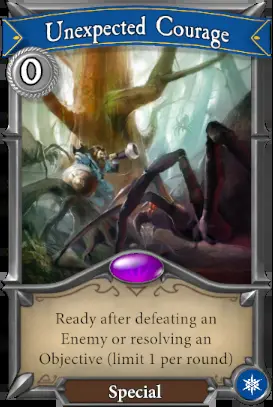 Unexpected Courage
0
Ready after defeating an
Enemy or resolving an
Objective (limit 1 per round)
Special